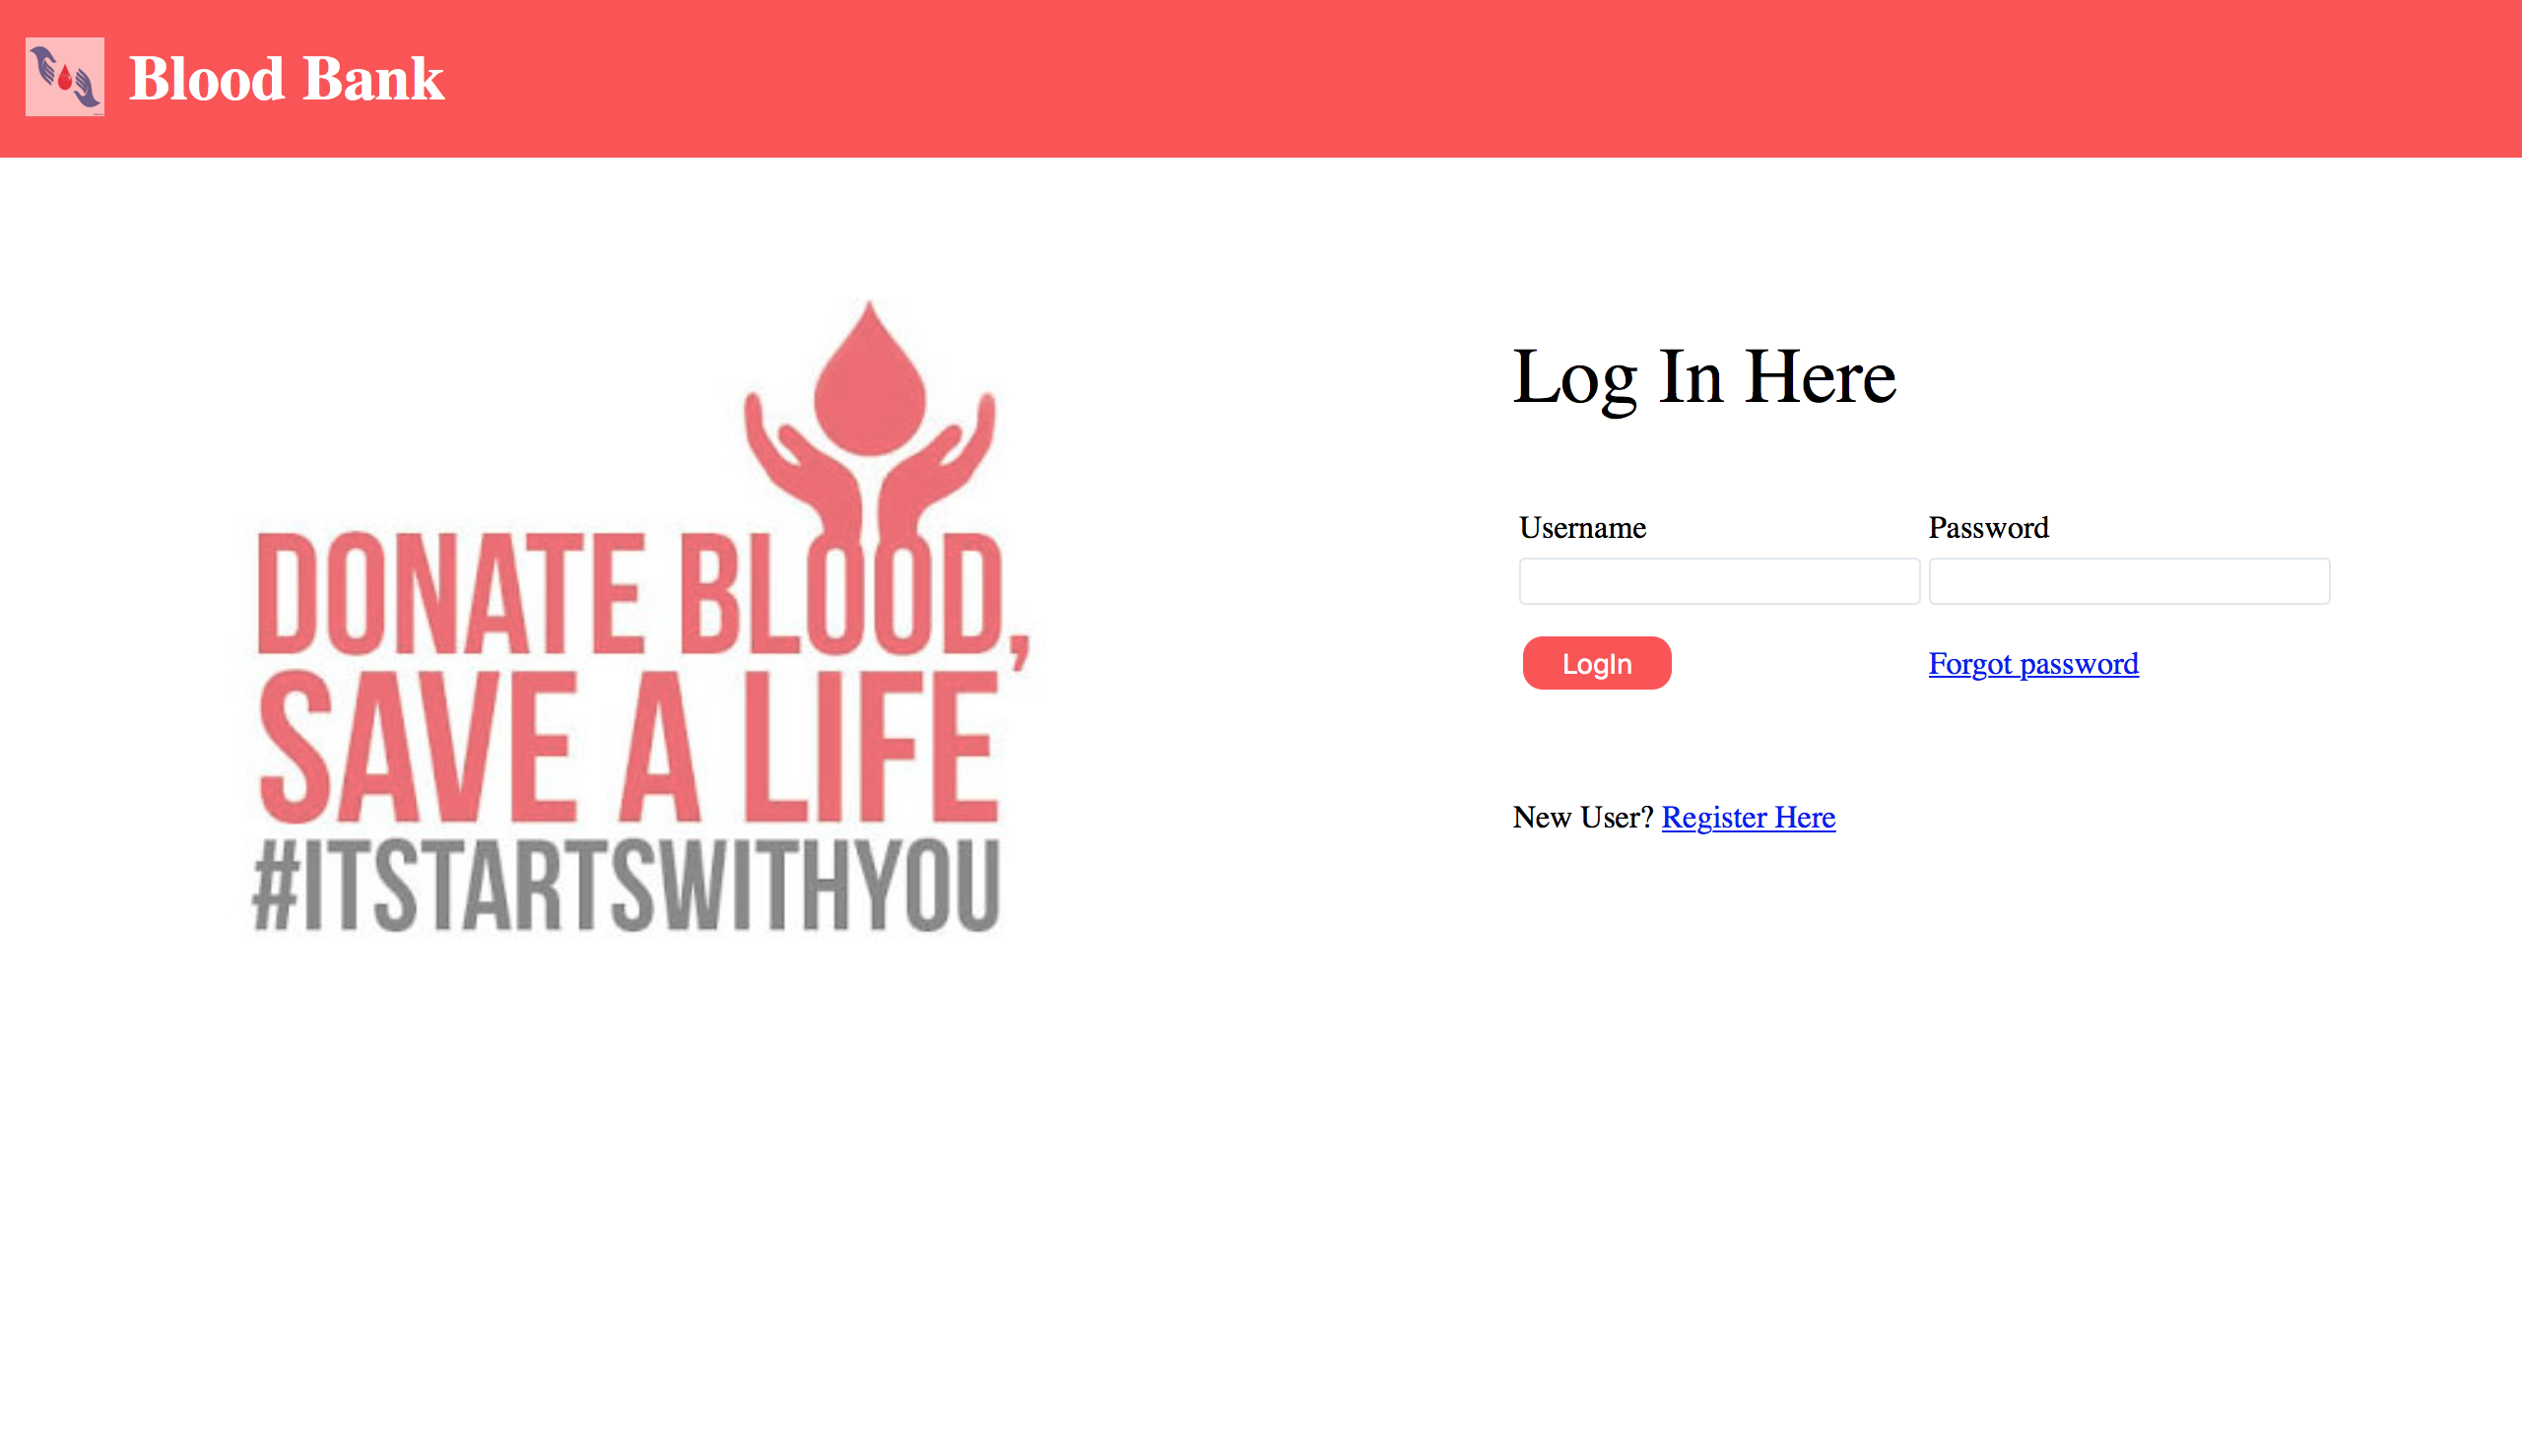 Blood Bank
DONATE BLOOD,
SAVE A LIFE
#ITSTARTSWITHYOU
Log In Here
Username Password
LogIn Forgot password
New User? Register Here